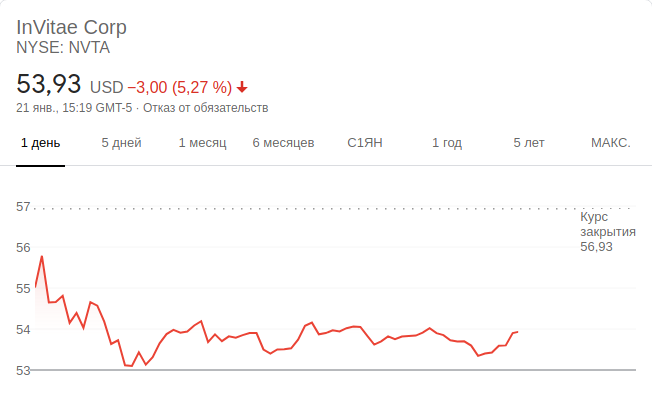 InVitae Corp
NYSE: NVTA
53,93 USD −3,00 (5,27 %)
21 янв., 15:19 GMT-5 · Отказ от обязательств
1 день 5 дней 1 месяц 6 месяцев С1ЯН 1 год 5 лет МАКС.
57
Курс
закрытия
56,93
56
55
54
53